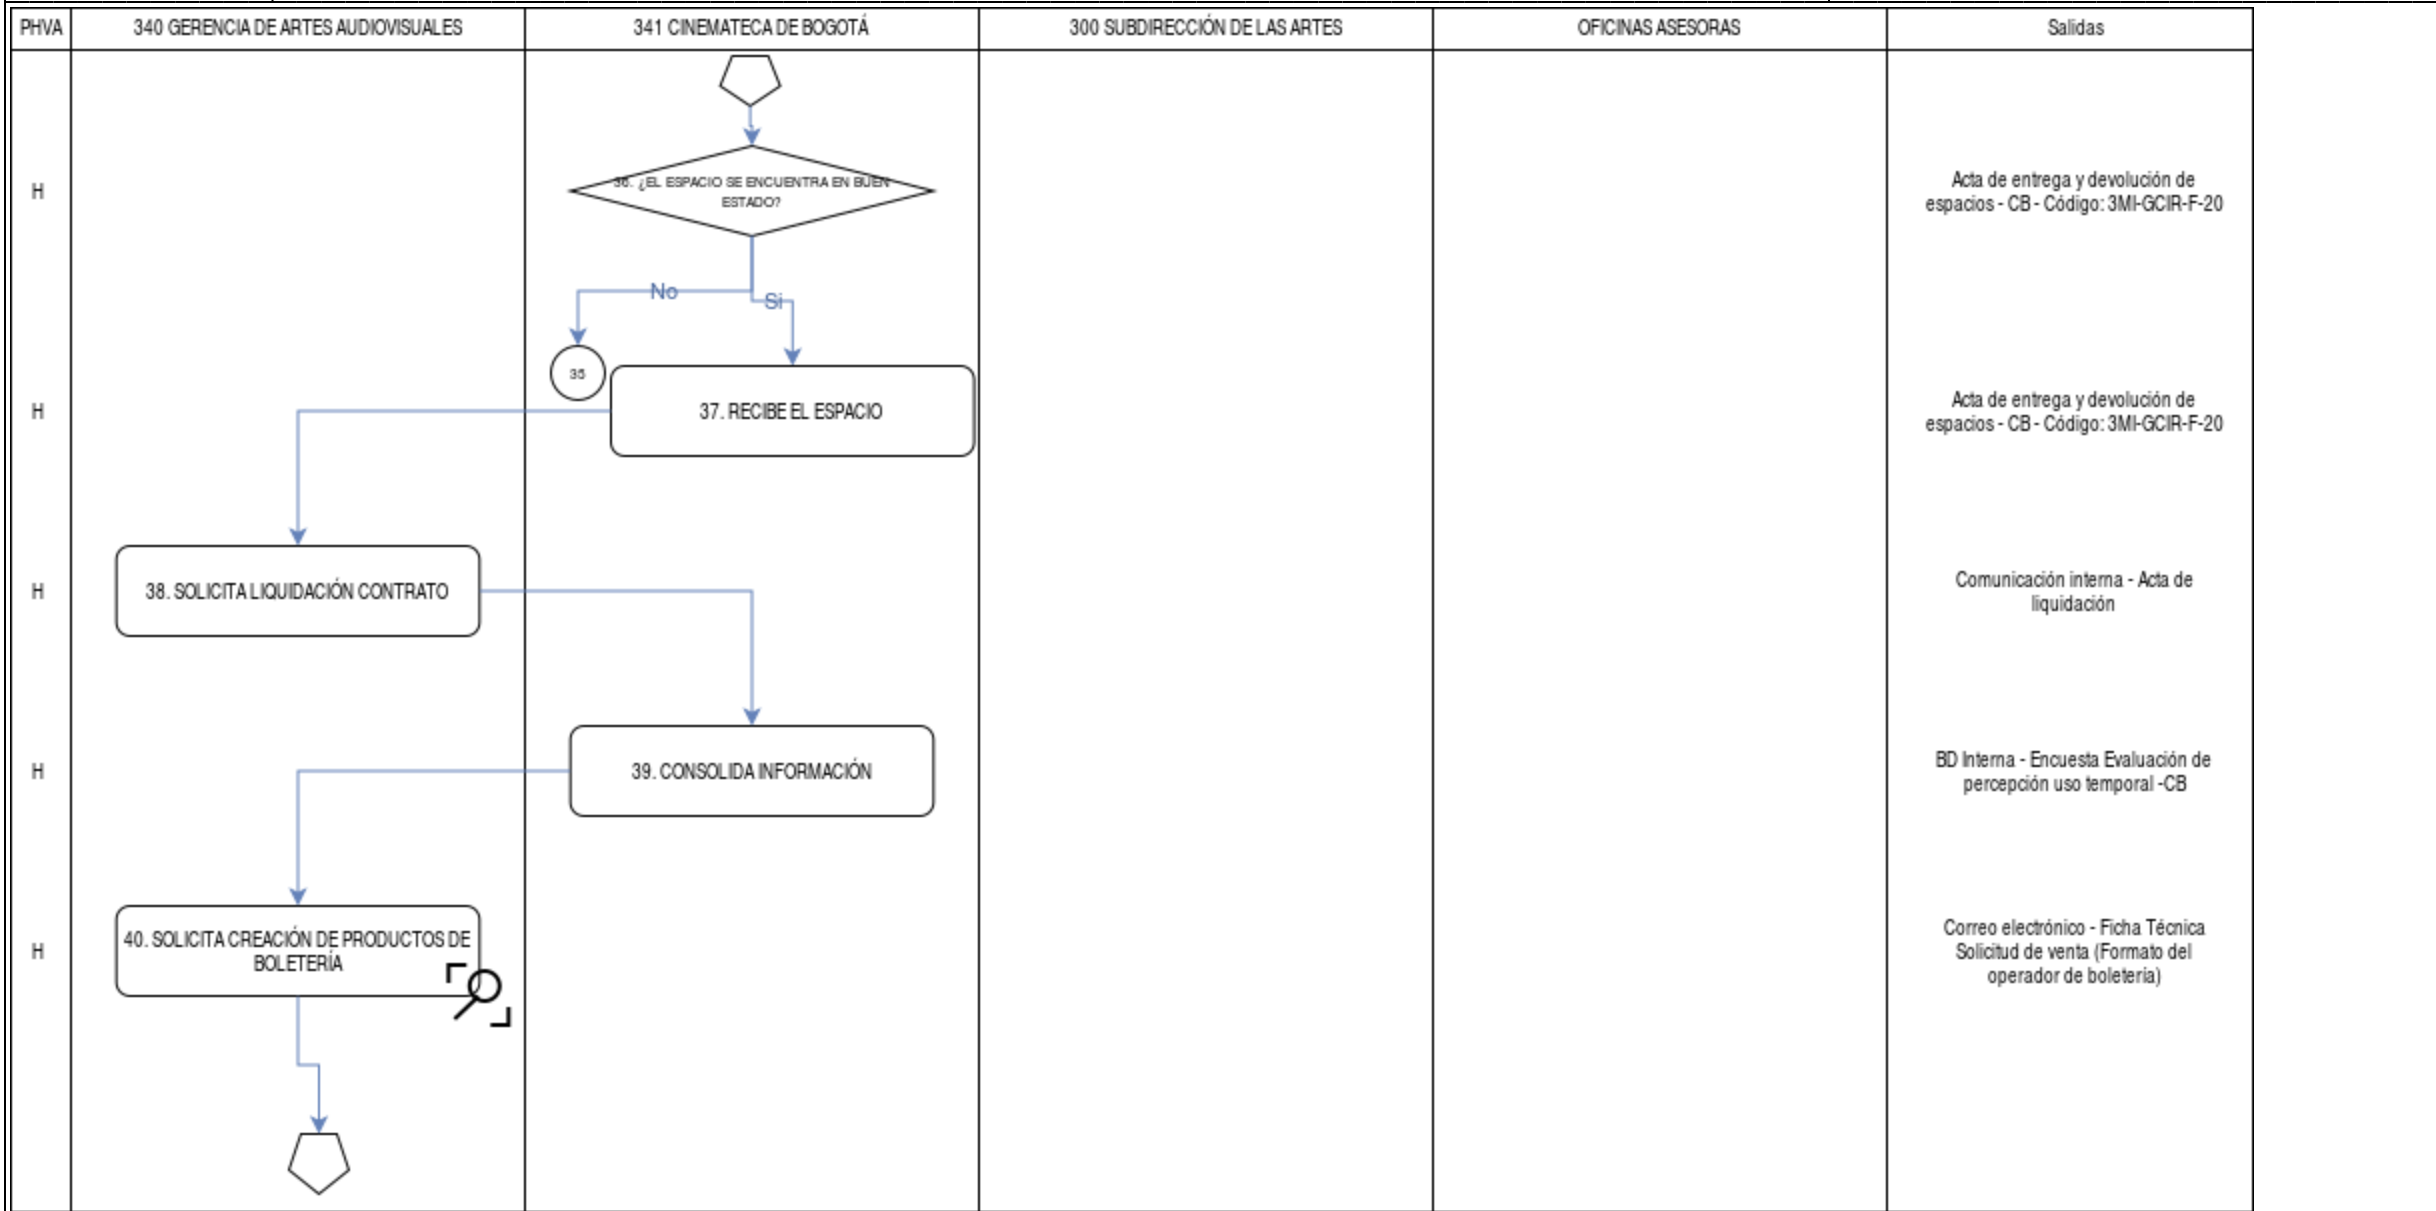 PHVA 340 GERENCIA DE ARTES AUDIOVISUALES 341 CINEMATECA DE BOGOTÁ 300 SUBDIRECCIÓN DE LAS ARTES OFICINAS ASESORAS Salidas
H
36. ¿EL ESPACIO SE ENCUENTRA EN BUEN
ESTADO?
Acta de entrega y devolución de
espacios - CB - Código: 3MI-GCIR-F-20
No
Si
35
H
37. RECIBE EL ESPACIO
Acta de entrega y devolución de
espacios - CB - Código: 3MI-GCIR-F-20
H
38. SOLICITA LIQUIDACIÓN CONTRATO
Comunicación interna - Acta de
liquidación
H
39. CONSOLIDA INFORMACIÓN
BD Interna - Encuesta Evaluación de
percepción uso temporal -CB
H
40. SOLICITA CREACIÓN DE PRODUCTOS DE
BOLETERÍA
Correo electrónico - Ficha Técnica
Solicitud de venta (Formato del
operador de boletería)